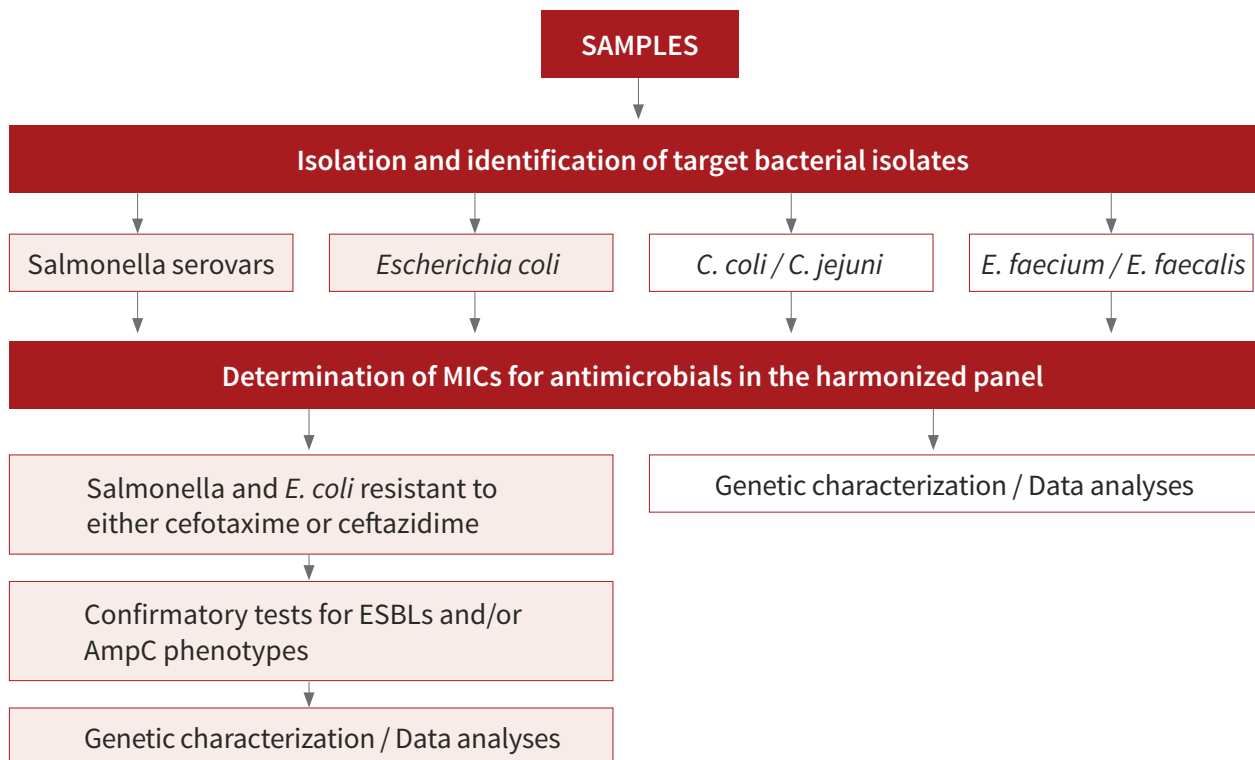 SAMPLES
Isolation and identification of target bacterial isolates
Salmonella serovars
Escherichia coli
C. coli / C. jejuni
E. faecium / E. faecalis
Determination of MICs for antimicrobials in the harmonized panel
Salmonella and E. coli resistant to
either cefotaxime or ceftazidime
Genetic characterization / Data analyses
Confirmatory tests for ESBLs and/or
AmpC phenotypes
Genetic characterization / Data analyses